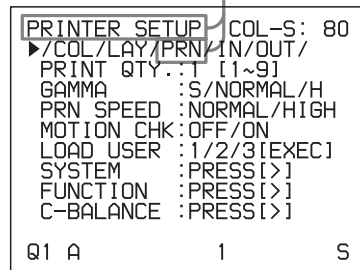 PRINTER SETUP COL-S: 80
▶/COL/LAY/PRN/IN/OUT/
PRINT QTY.:1 [1~9]
GAMMA :S/NORMAL/H
PRN SPEED :NORMAL/HIGH
MOTION CHK:OFF/ON
LOAD USER :1/2/3[EXEC]
SYSTEM :PRESS[>]
FUNCTION :PRESS[>]
C-BALANCE :PRESS[>]
Q1 A 1 S